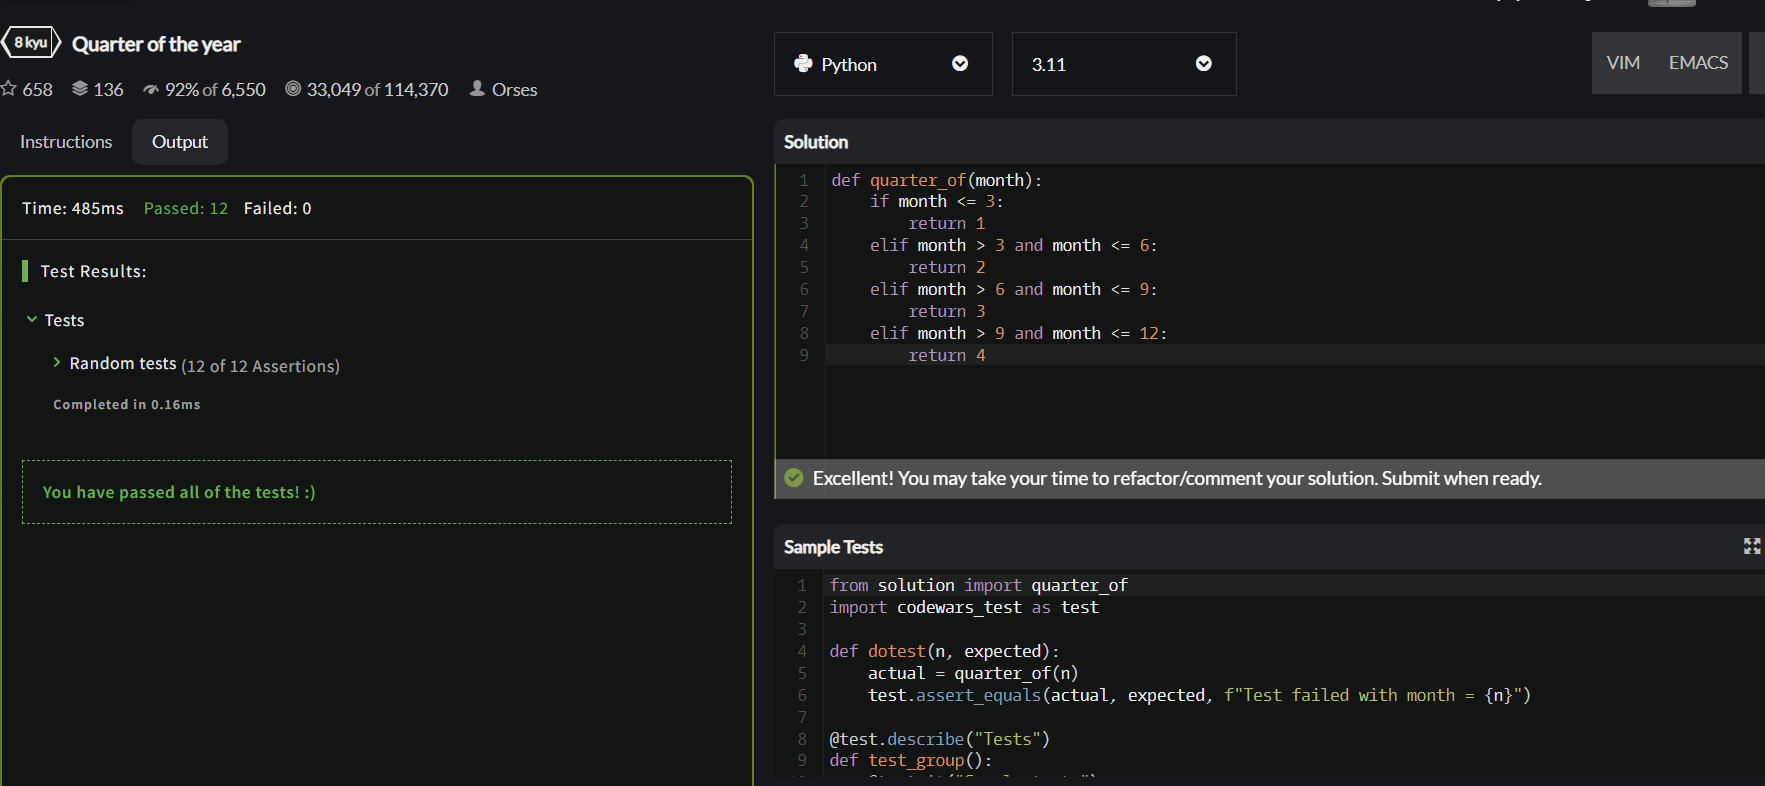 8 kyu Quarter of the year
658 136 92% of 6,550 33,049 of 114,370 Orses
Instructions Output
Time: 485ms Passed: 12 Failed: 0
Test Results:
Tests
Random tests (12 of 12 Assertions)
Completed in 0.16ms
You have passed all of the tests! :)
Python 3.11 VIM EMACS
Solution
1 def quarter_of(month):
2     if month <= 3:
3         return 1
4     elif month > 3 and month <= 6:
5         return 2
6     elif month > 6 and month <= 9:
7         return 3
8     elif month > 9 and month <= 12:
9         return 4
Excellent! You may take your time to refactor/comment your solution. Submit when ready.
Sample Tests
1 from solution import quarter_of
2 import codewars_test as test
3
4 def dotest(n, expected):
5     actual = quarter_of(n)
6     test.assert_equals(actual, expected, f"Test failed with month = {n}")
7
8 @test.describe("Tests")
9 def test_group():